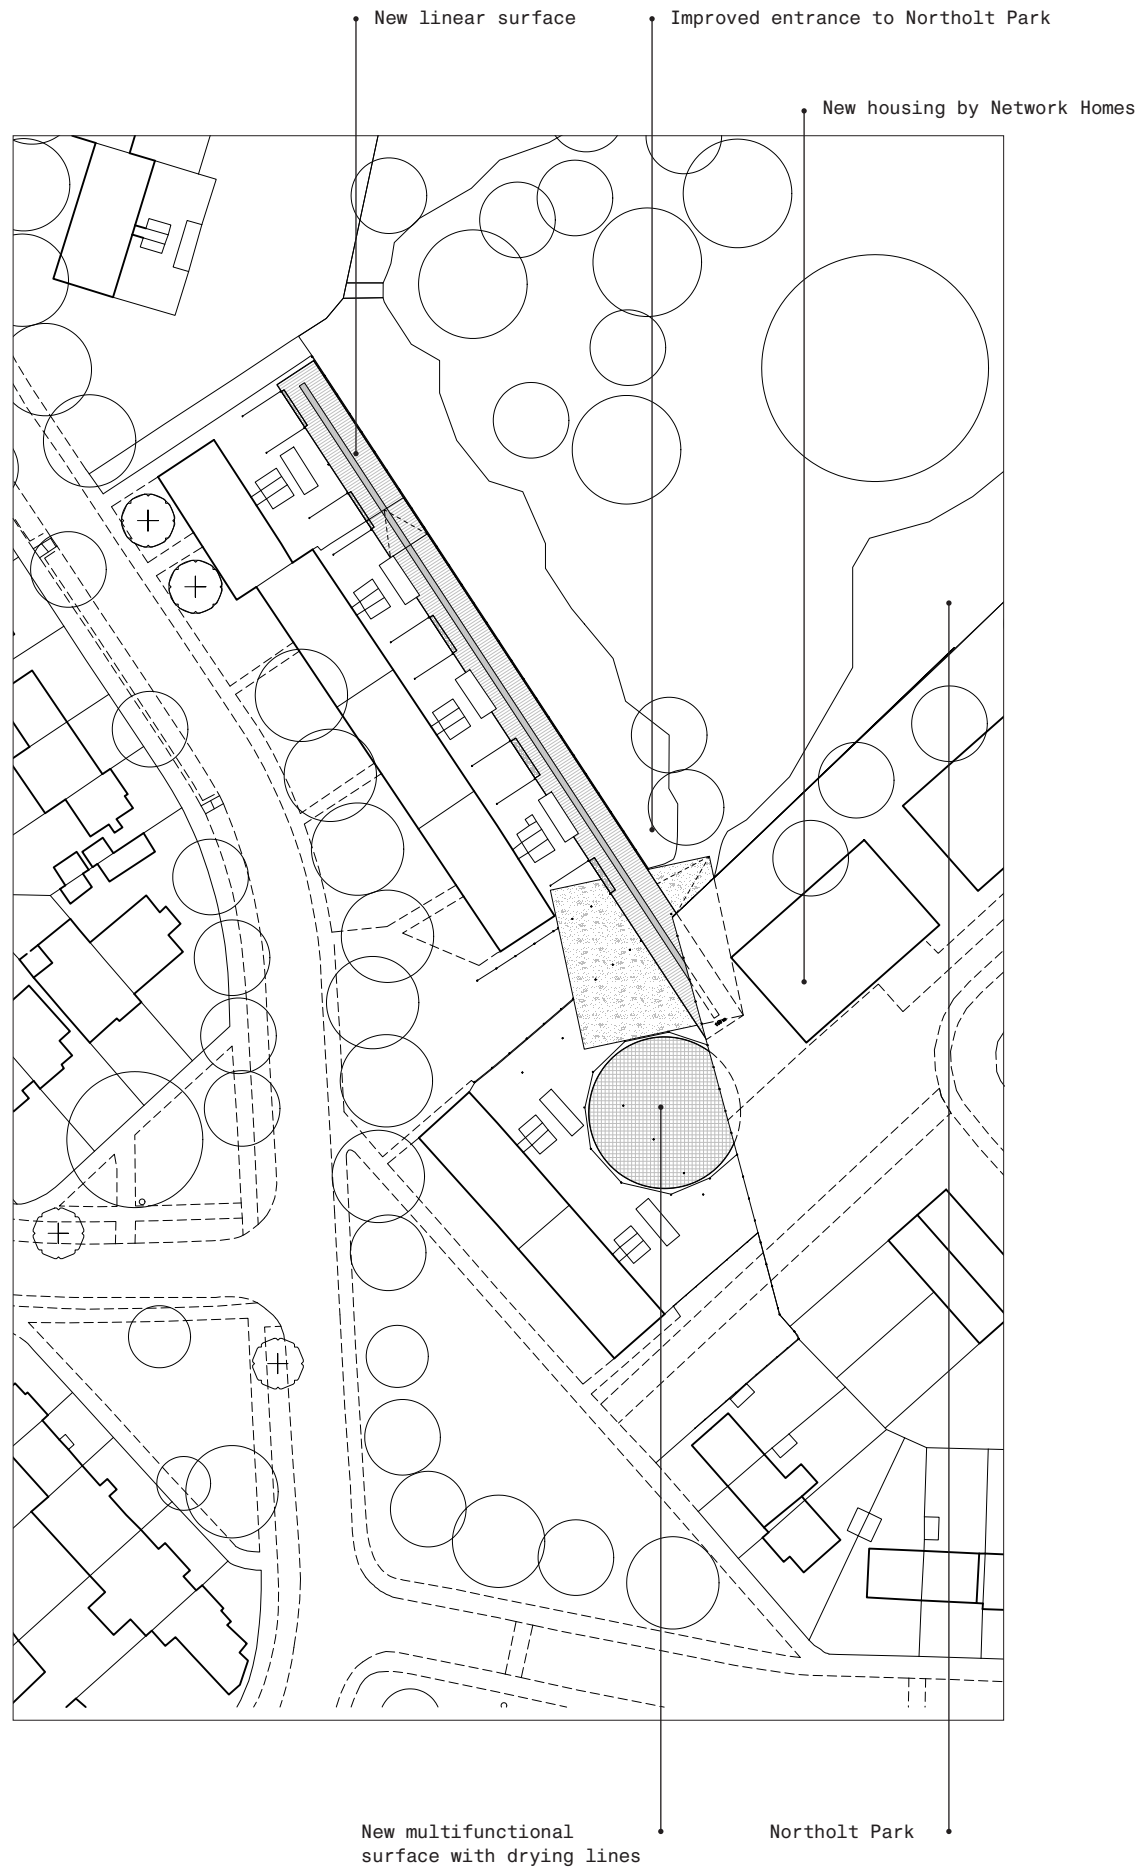 New linear surface
Improved entrance to Northolt Park
New housing by Network Homes
New multifunctional
surface with drying lines
Northolt Park